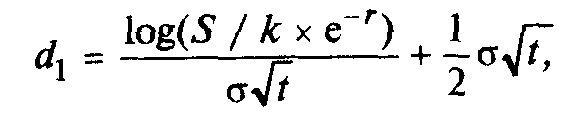 d₁ = log(S / k × e⁻ʳ) / σ√t + 1/2 σ√t,